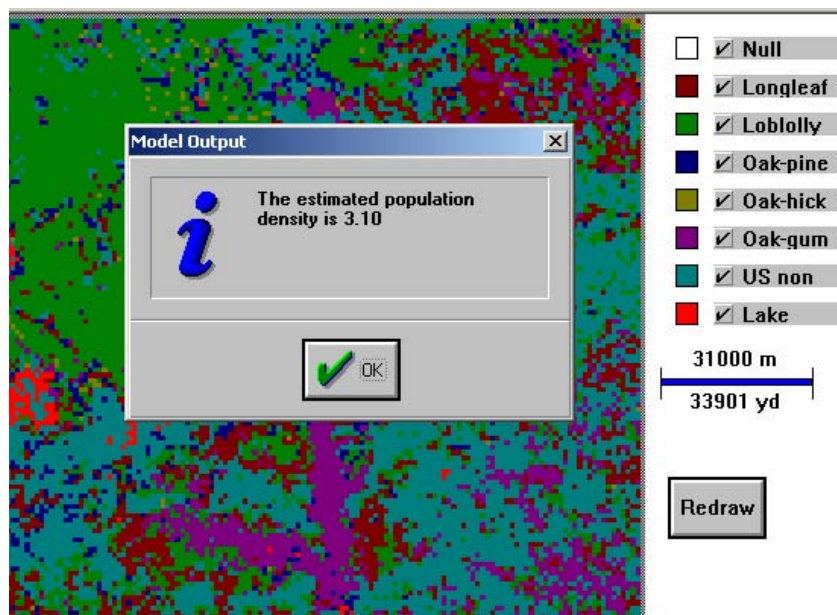 Model Output
The estimated population
density is 3.10
OK
Null
Longleaf
Loblolly
Oak-pine
Oak-hick
Oak-gum
US non
Lake
31000 m
33901 yd
Redraw